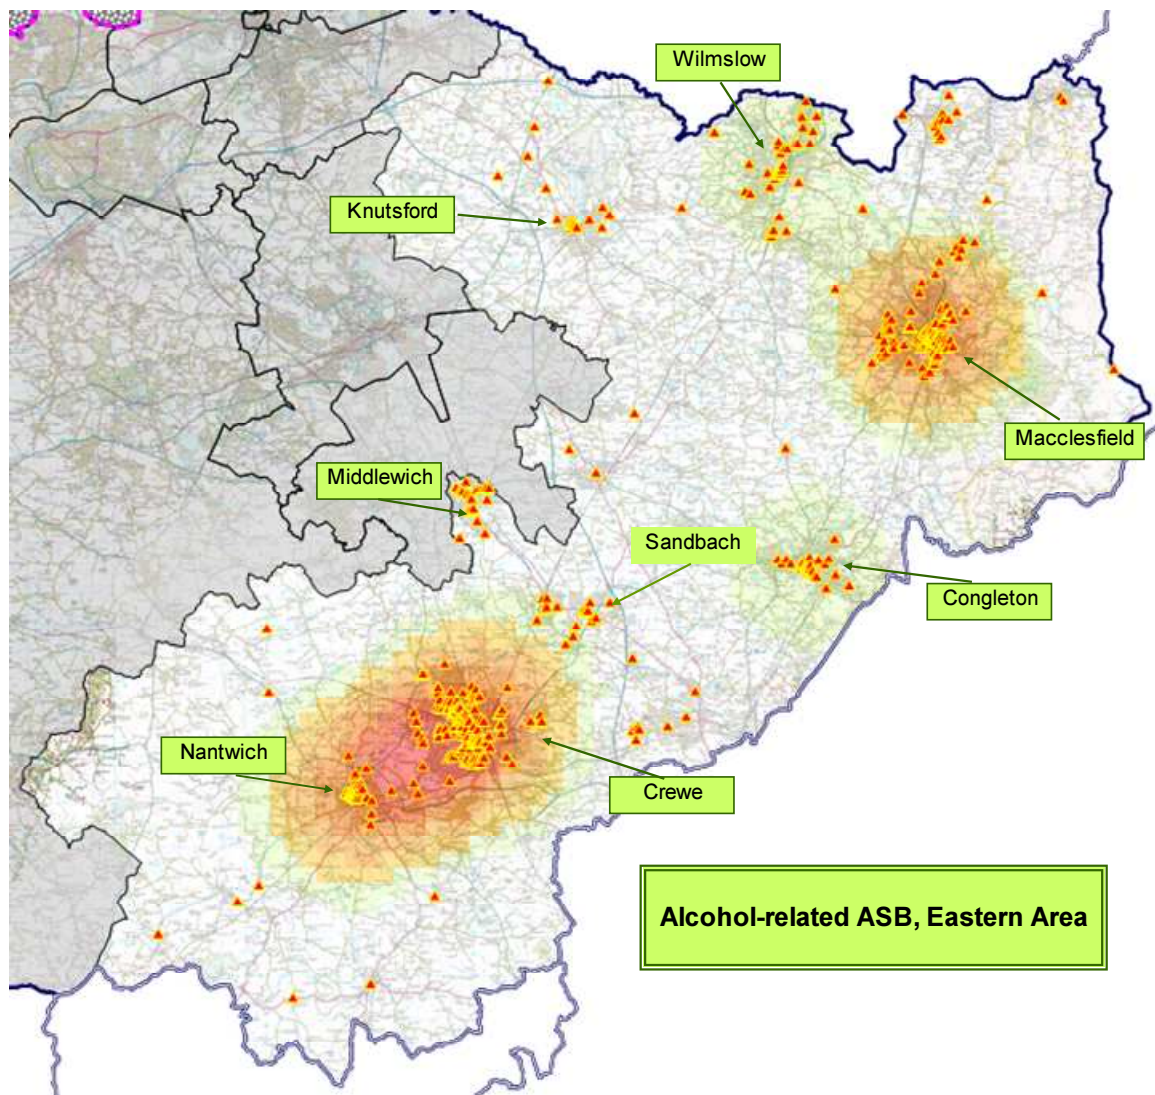 Wilmslow
Knutsford
Macclesfield
Middlewich
Sandbach
Congleton
Nantwich
Crewe
Alcohol-related ASB, Eastern Area